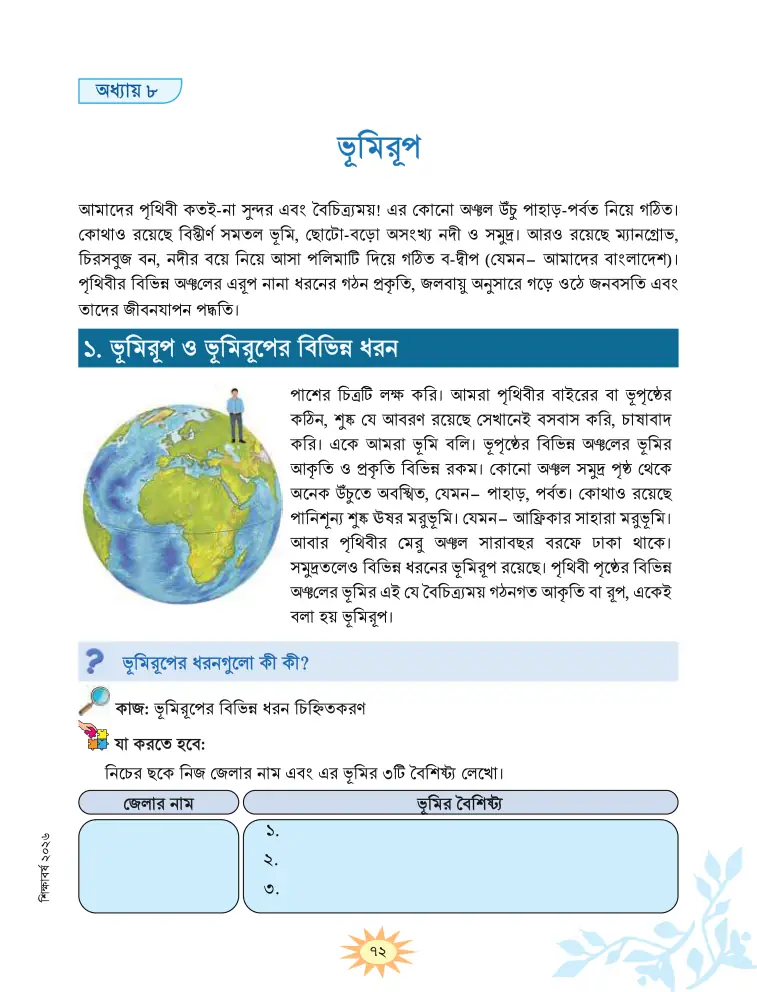 অধ্যায় ৮
ভূমিরূপ
আমাদের পৃথিবী কতই-না সুন্দর এবং বৈচিত্র্যময়! এর কোনো অঞ্চল উঁচু পাহাড়-পর্বত নিয়ে গঠিত।
কোথাও রয়েছে বিস্তীর্ণ সমতল ভূমি, ছোটো-বড়ো অসংখ্য নদী ও সমুদ্র। আরও রয়েছে ম্যানগ্রোভ,
চিরসবুজ বন, নদীর বয়ে নিয়ে আসা পলিমাটি দিয়ে গঠিত ব-দ্বীপ (যেমন– আমাদের বাংলাদেশ)।
পৃথিবীর বিভিন্ন অঞ্চলের এরূপ নানা ধরনের গঠন প্রকৃতি, জলবায়ু অনুসারে গড়ে ওঠে জনবসতি এবং
তাদের জীবনযাপন পদ্ধতি।
১. ভূমিরূপ ও ভূমিরূপের বিভিন্ন ধরন
পাশের চিত্রটি লক্ষ করি। আমরা পৃথিবীর বাইরের বা ভূপৃষ্ঠের
কঠিন, শুষ্ক যে আবরণ রয়েছে সেখানেই বসবাস করি, চাষাবাদ
করি। একে আমরা ভূমি বলি। ভূপৃষ্ঠের বিভিন্ন অঞ্চলের ভূমির
আকৃতি ও প্রকৃতি বিভিন্ন রকম। কোনো অঞ্চল সমুদ্র পৃষ্ঠ থেকে
অনেক উঁচুতে অবস্থিত, যেমন– পাহাড়, পর্বত। কোথাও রয়েছে
পানিশূন্য শুষ্ক ঊষর মরুভূমি। যেমন– আফ্রিকার সাহারা মরুভূমি।
আবার পৃথিবীর মেরু অঞ্চল সারাবছর বরফে ঢাকা থাকে।
সমুদ্রতলেও বিভিন্ন ধরনের ভূমিরূপ রয়েছে। পৃথিবী পৃষ্ঠের বিভিন্ন
অঞ্চলের ভূমির এই যে বৈচিত্র্যময় গঠনগত আকৃতি বা রূপ, একেই
বলা হয় ভূমিরূপ।
? ভূমিরূপের ধরনগুলো কী কী?
কাজ: ভূমিরূপের বিভিন্ন ধরন চিহ্নিতকরণ
যা করতে হবে:
নিচের ছকে নিজ জেলার নাম এবং এর ভূমির ৩টি বৈশিষ্ট্য লেখো।
জেলার নাম
ভূমির বৈশিষ্ট্য
১.
২.
৩.
শিক্ষাবর্ষ ২০২৬
৭২